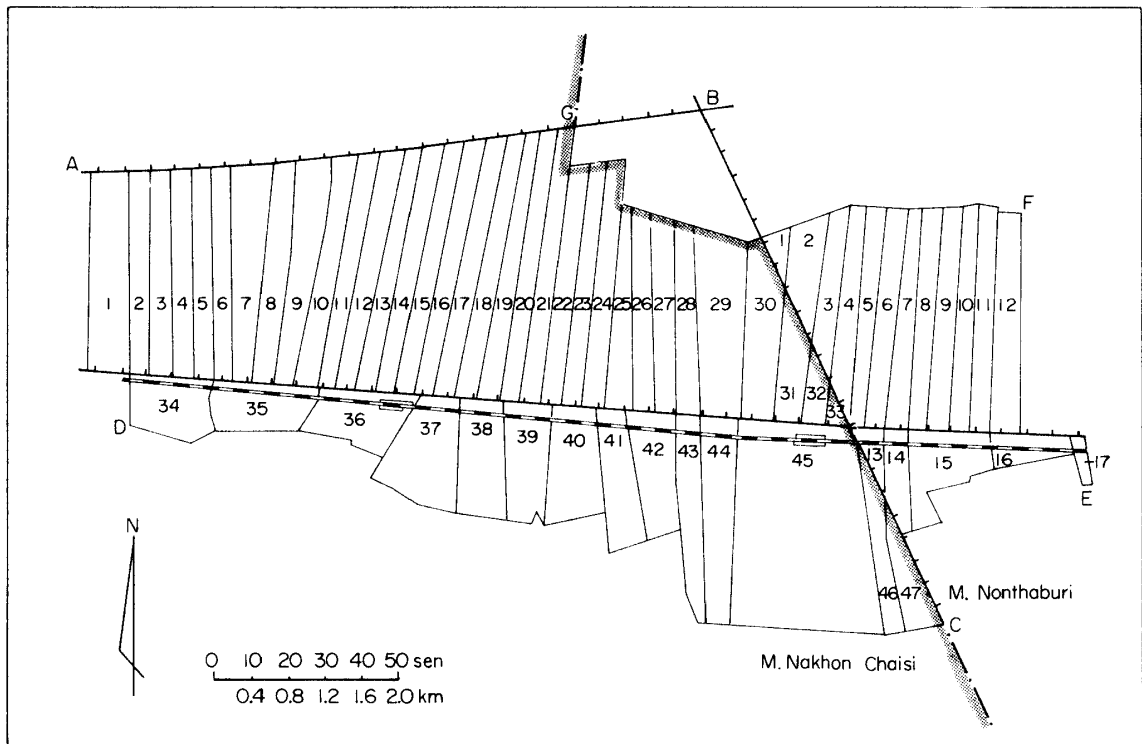 B
G
A
F
1 2
1 2 3 4 5 6 7 8 9 10 11 12 13 14 15 16 17 18 19 20 21 22 23 24 25 26 27 28 29 30 3 4 5 6 7 8 9 10 11 12
31 32 33
34 35 36 37 38 39 40 41 42 43 44 45 13 14 15 16 17
D
E
N
46 47 M. Nonthaburi
C
M. Nakhon Chaisi
0 10 20 30 40 50 sen
0.4 0.8 1.2 1.6 2.0 km